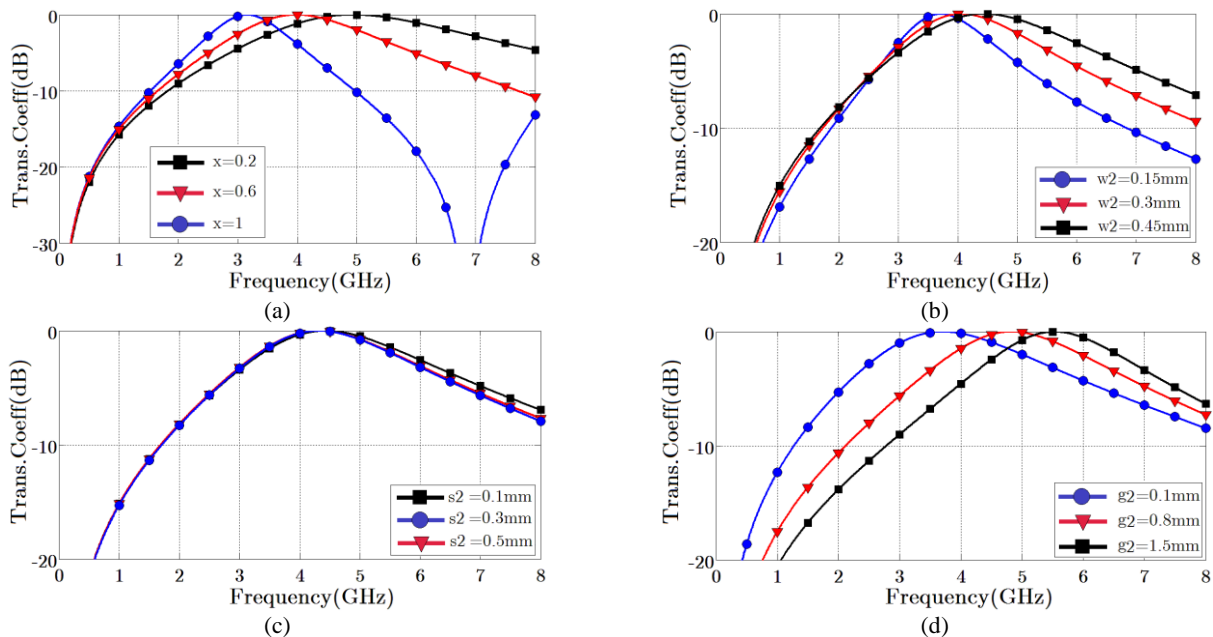 Trans.Coeff(dB)
0
-10
-20
-30
x=0.2
x=0.6
x=1
0 1 2 3 4 5 6 7 8
Frequency(GHz)
(a)
Trans.Coeff(dB)
0
-10
-20
w2=0.15mm
w2=0.3mm
w2=0.45mm
0 1 2 3 4 5 6 7 8
Frequency(GHz)
(b)
Trans.Coeff(dB)
0
-10
-20
s2 =0.1mm
s2 =0.3mm
s2 =0.5mm
0 1 2 3 4 5 6 7 8
Frequency(GHz)
(c)
Trans.Coeff(dB)
0
-10
-20
g2=0.1mm
g2=0.8mm
g2=1.5mm
0 1 2 3 4 5 6 7 8
Frequency(GHz)
(d)